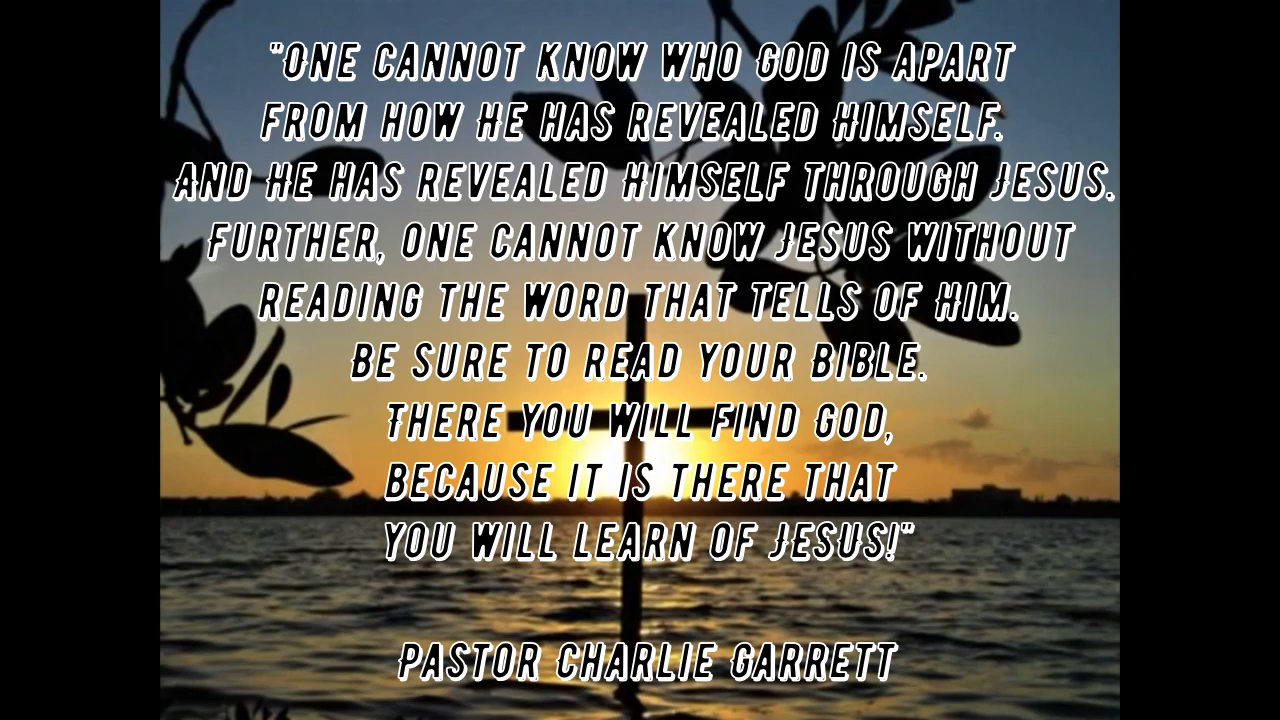 "One cannot know who God is apart
from how He has revealed Himself.
And He has revealed Himself through Jesus.
Further, one cannot know Jesus without
reading the word that tells of Him.
Be sure to read your Bible.
There you will find God,
because it is there that
you will learn of Jesus!"
Pastor Charlie Garrett